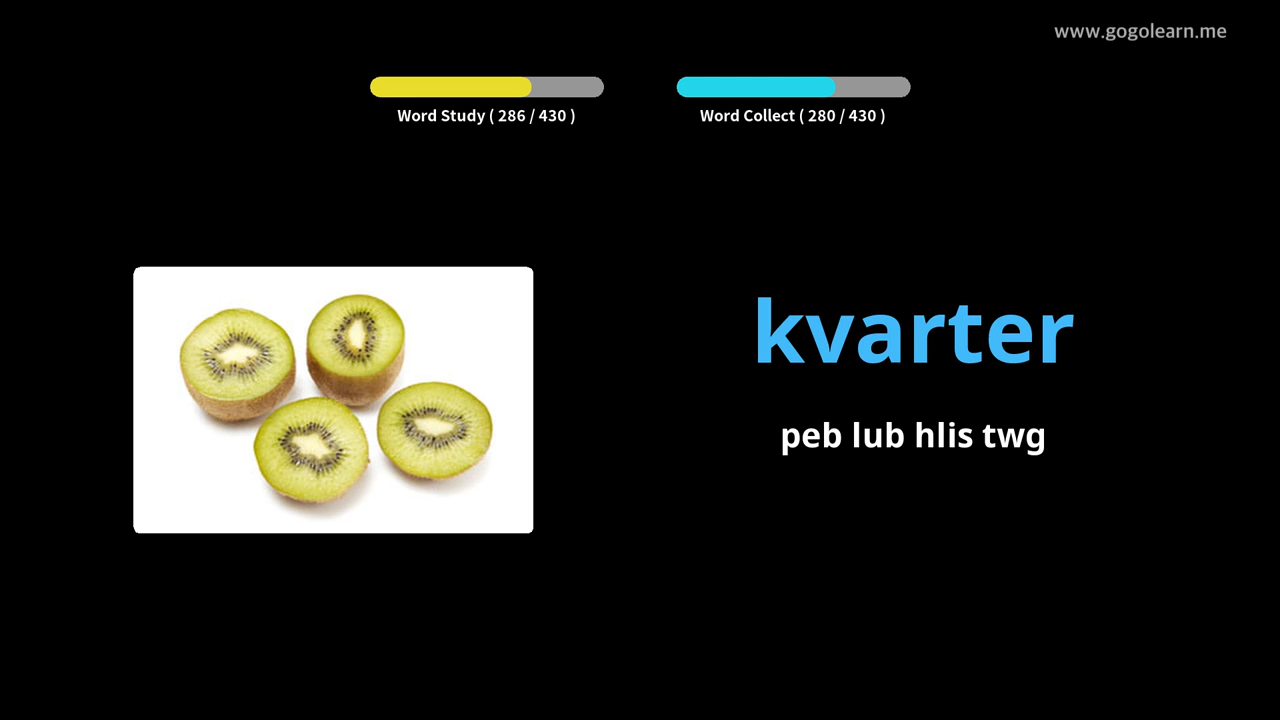 www.gogolearn.me
Word Study ( 286 / 430 )
Word Collect ( 280 / 430 )
kvarter
peb lub hlis twg